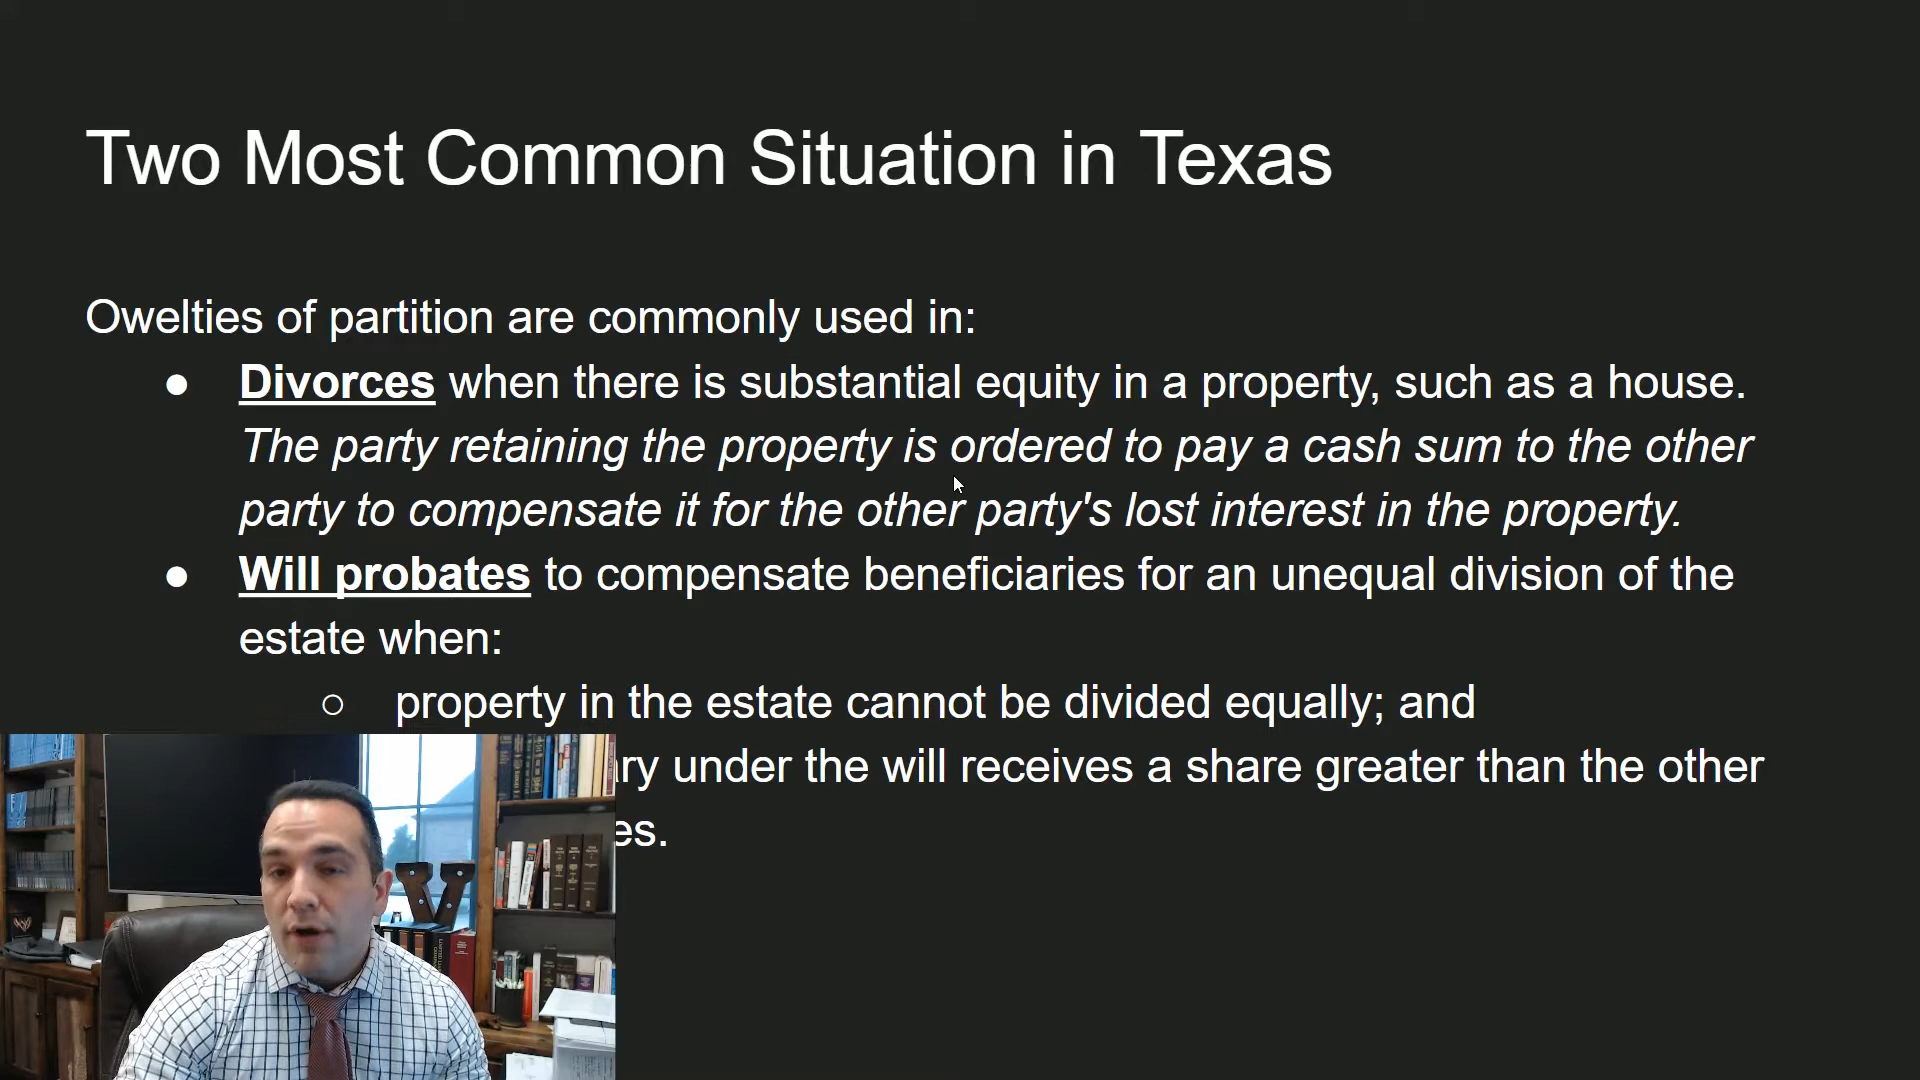 Two Most Common Situation in Texas
Owelties of partition are commonly used in:
● Divorces when there is substantial equity in a property, such as a house.
The party retaining the property is ordered to pay a cash sum to the other
party to compensate it for the other party's lost interest in the property.
● Will probates to compensate beneficiaries for an unequal division of the
estate when:
○ property in the estate cannot be divided equally; and
under the will receives a share greater than the other
V